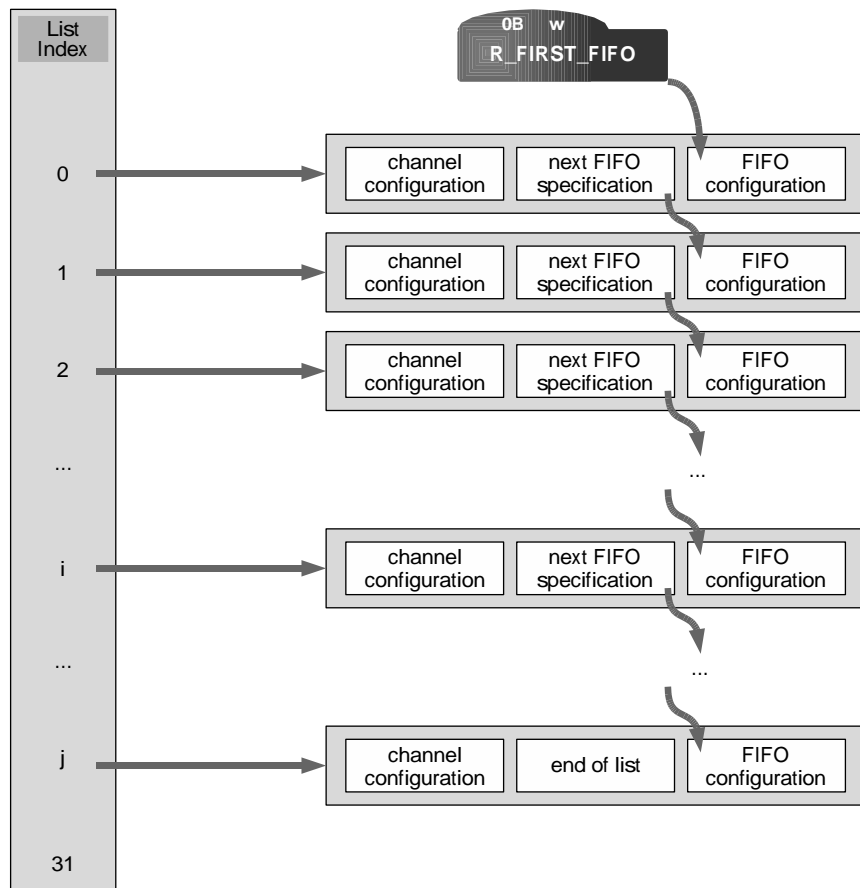 List
Index
0B w
R_FIRST_FIFO
0
channel
configuration
next FIFO
specification
FIFO
configuration
1
channel
configuration
next FIFO
specification
FIFO
configuration
2
channel
configuration
next FIFO
specification
FIFO
configuration
...
...
i
channel
configuration
next FIFO
specification
FIFO
configuration
...
...
j
channel
configuration
end of list
FIFO
configuration
31